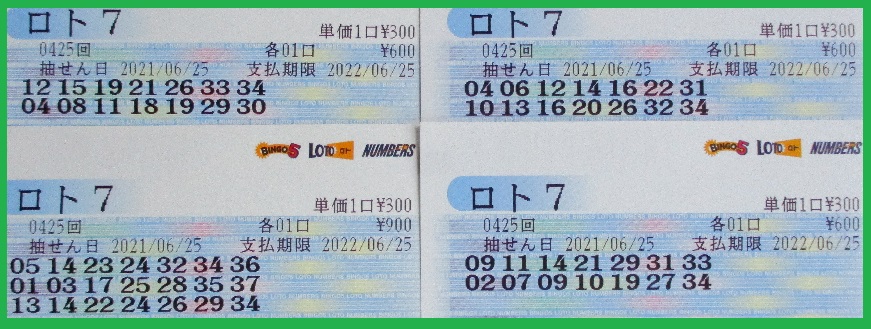 ロト7
単価1口¥300
0425回 各01口 ¥600
抽せん日 2021/06/25 支払期限 2022/06/25
12 15 19 21 26 33 34
04 08 11 18 19 29 30
ロト7
単価1口¥300
0425回 各01口 ¥600
抽せん日 2021/06/25 支払期限 2022/06/25
04 06 12 14 16 22 31
10 13 16 20 26 32 34
BINGO5 LOTO ロト NUMBERS
ロト7
単価1口¥300
0425回 各01口 ¥900
抽せん日 2021/06/25 支払期限 2022/06/25
05 14 23 24 32 34 36
01 03 17 25 28 35 37
13 14 22 24 26 29 34
BINGO5 LOTO ロト NUMBERS
ロト7
単価1口¥300
0425回 各01口 ¥600
抽せん日 2021/06/25 支払期限 2022/06/25
09 11 14 21 29 31 33
02 07 09 10 19 27 34